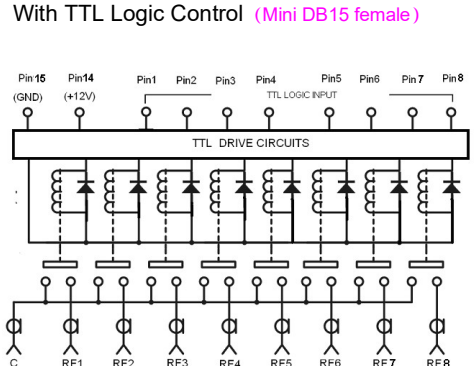 With TTL Logic Control (Mini DB15 female)
Pin15 Pin14 Pin1 Pin2 Pin3 Pin4 Pin5 Pin6 Pin7 Pin8
(GND) (+12V) TTL LOGIC INPUT
TTL DRIVE CIRCUITS
C RF1 RF2 RF3 RF4 RF5 RF6 RF7 RF8